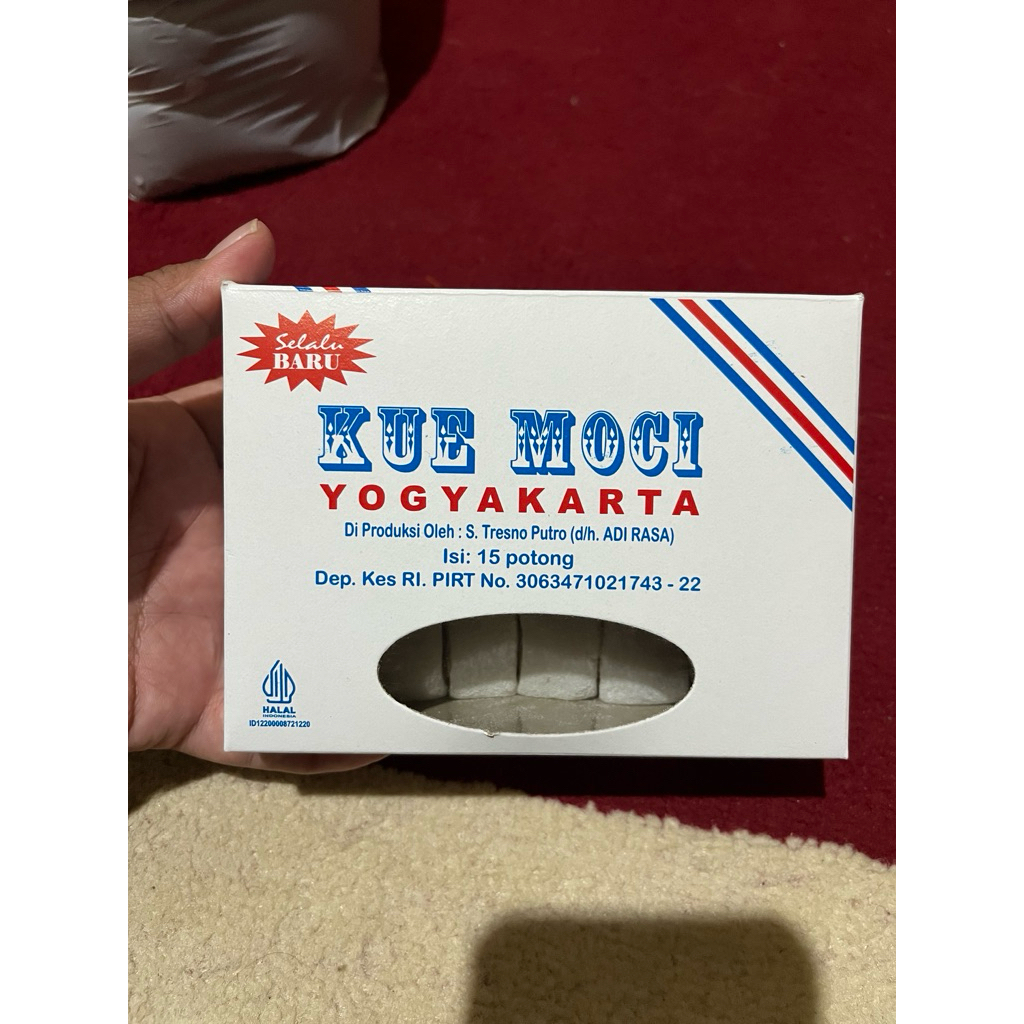 Selalu
BARU
KUE MOCI
YOGYAKARTA
Di Produksi Oleh : S. Tresno Putro (d/h. ADI RASA)
Isi: 15 potong
Dep. Kes RI. PIRT No. 3063471021743 - 22
HALAL
INDONESIA
ID12200008721220